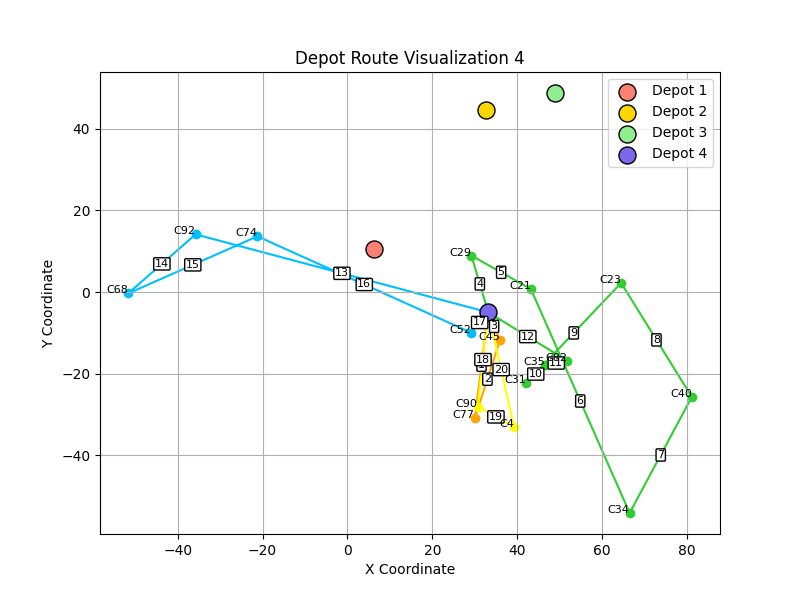 Depot Route Visualization 4
Depot 1
Depot 2
Depot 3
Depot 4
Y Coordinate
40
20
0
−20
−40
−40
−20
0
20
40
60
80
X Coordinate
C92
C74
C68
C52
C29
C21
C23
C45
C35
C82
C31
C40
C90
C77
C4
C34
14
15
13
16
4
5
17
3
12
9
8
18
2
20
10
11
6
19
7